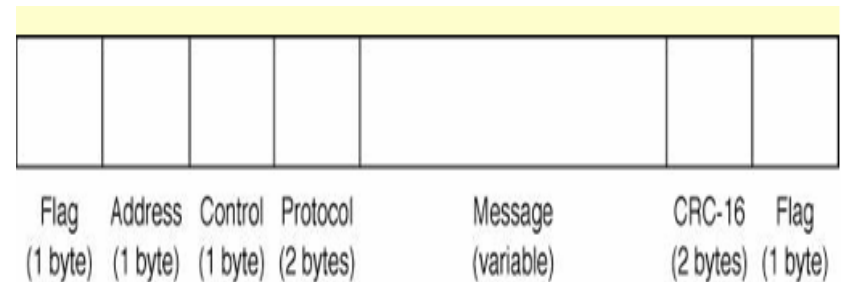 Flag Address Control Protocol Message CRC-16 Flag
(1 byte) (1 byte) (1 byte) (2 bytes) (variable) (2 bytes) (1 byte)